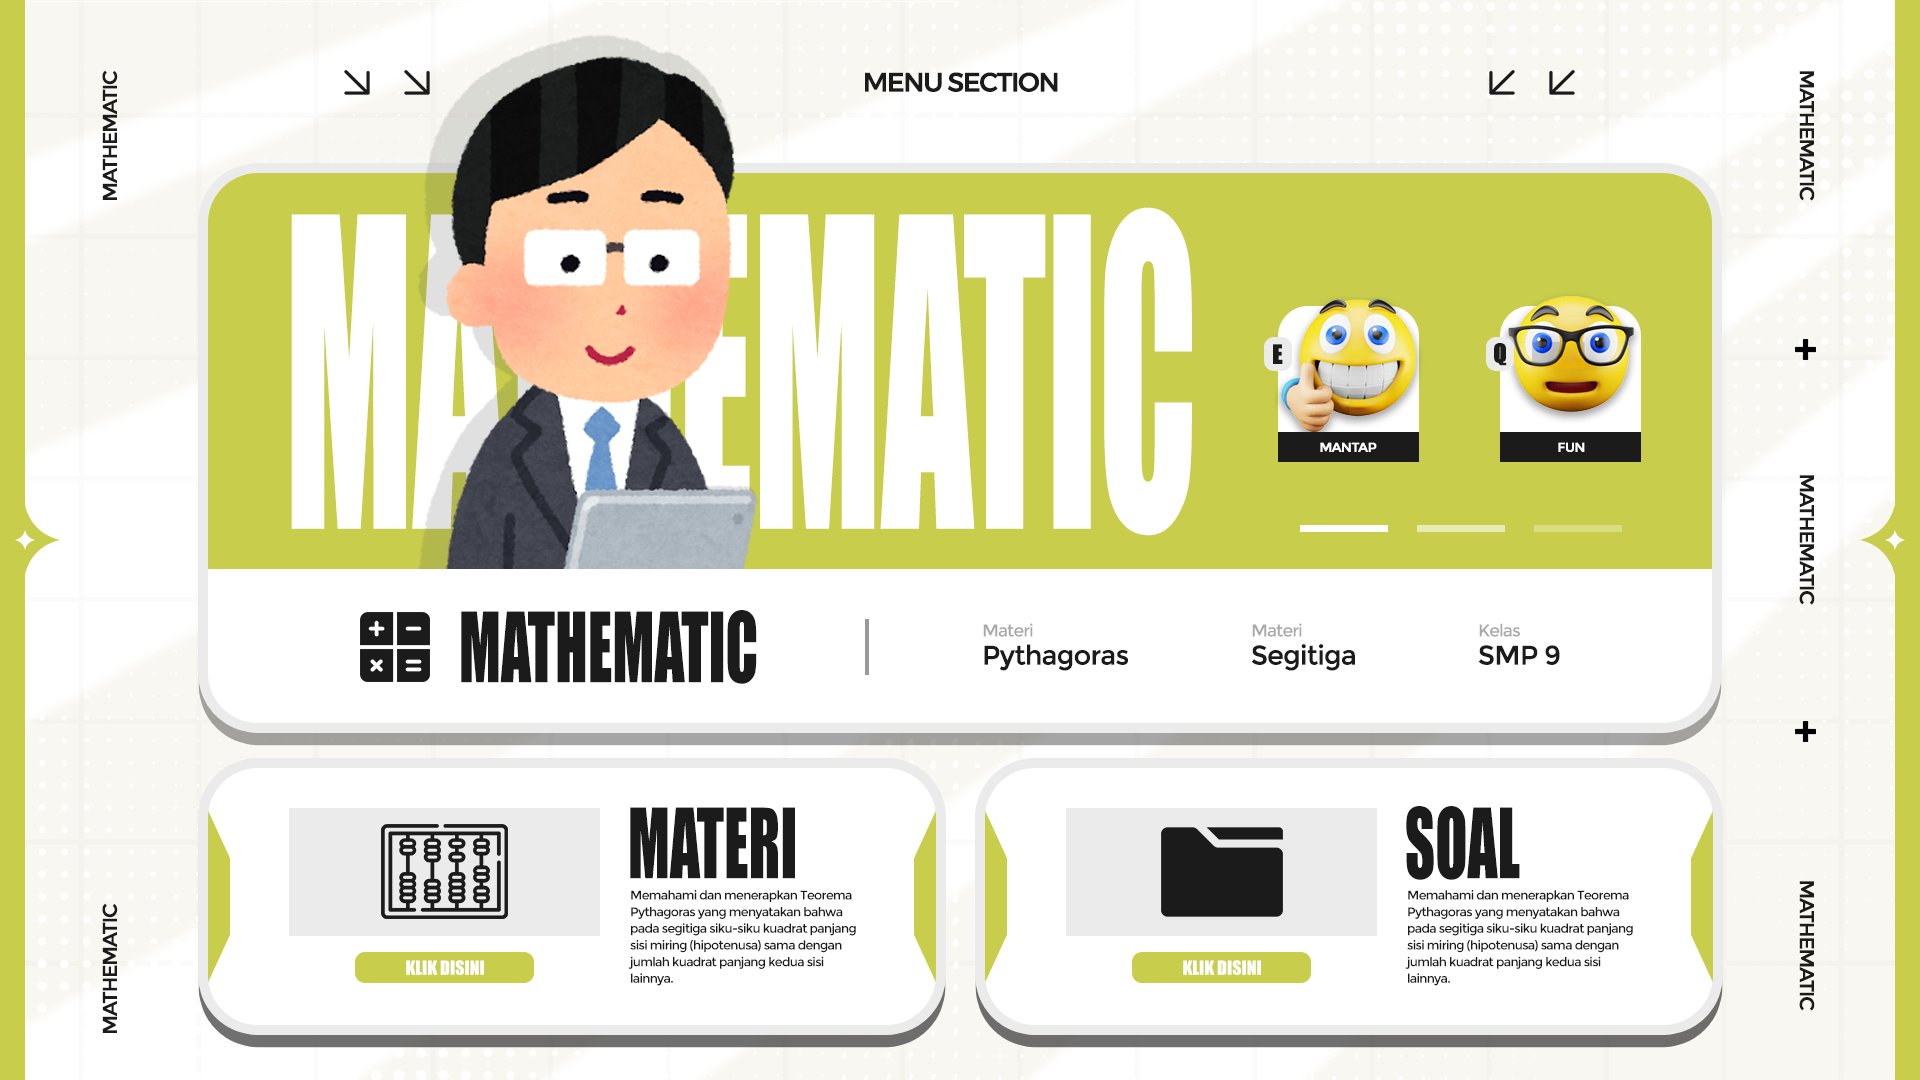 MENU SECTION
MATHEMATIC
MATHEMATIC
MATHEMATIC
E
MANTAP
Q
FUN
MATHEMATIC
MATHEMATIC
Materi
Pythagoras
Materi
Segitiga
Kelas
SMP 9
MATERI
Memahami dan menerapkan Teorema
Pythagoras yang menyatakan bahwa
pada segitiga siku-siku kuadrat panjang
sisi miring (hipotenusa) sama dengan
jumlah kuadrat panjang kedua sisi
lainnya.
KLIK DISINI
SOAL
Memahami dan menerapkan Teorema
Pythagoras yang menyatakan bahwa
pada segitiga siku-siku kuadrat panjang
sisi miring (hipotenusa) sama dengan
jumlah kuadrat panjang kedua sisi
lainnya.
KLIK DISINI
MATHEMATIC
MATHEMATIC